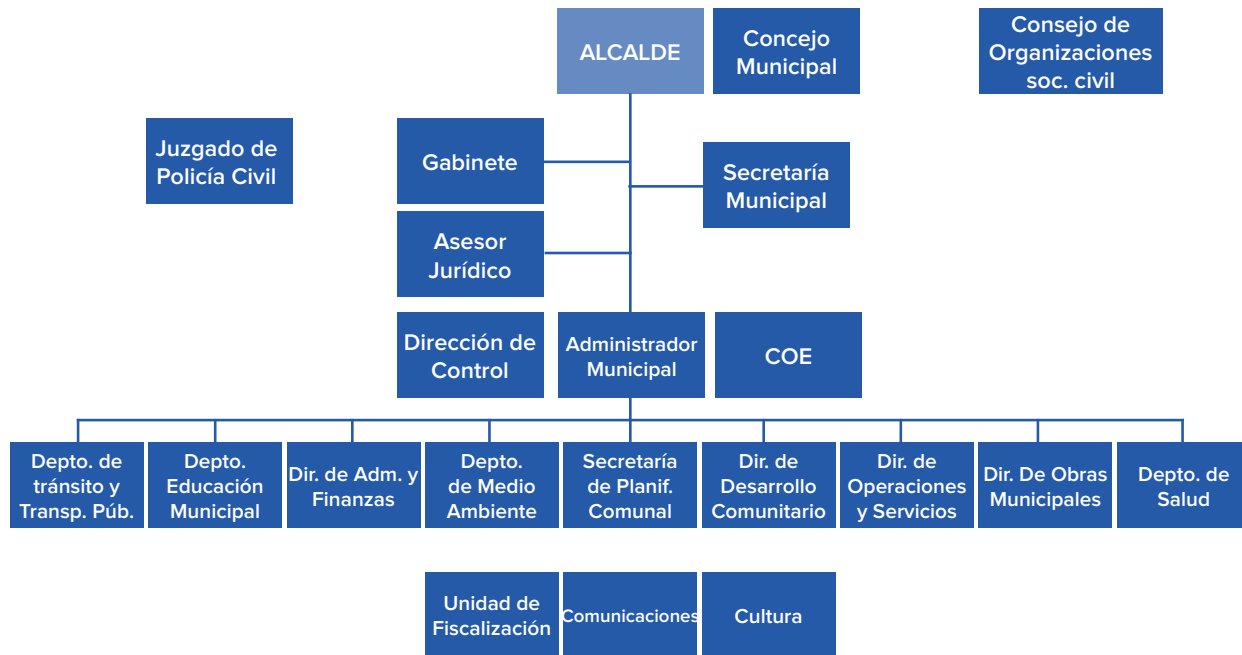 ALCALDE
Concejo
Municipal
Consejo de
Organizaciones
soc. civil
Juzgado de
Policía Civil
Gabinete
Secretaría
Municipal
Asesor
Jurídico
Dirección de
Control
Administrador
Municipal
COE
Depto. de
tránsito y
Transp. Púb.
Depto.
Educación
Municipal
Dir. de Adm. y
Finanzas
Depto.
de Medio
Ambiente
Secretaría
de Planif.
Comunal
Dir. de
Desarrollo
Comunitario
Dir. de
Operaciones
y Servicios
Dir. De Obras
Municipales
Depto. de
Salud
Unidad de
Fiscalización
Comunicaciones
Cultura